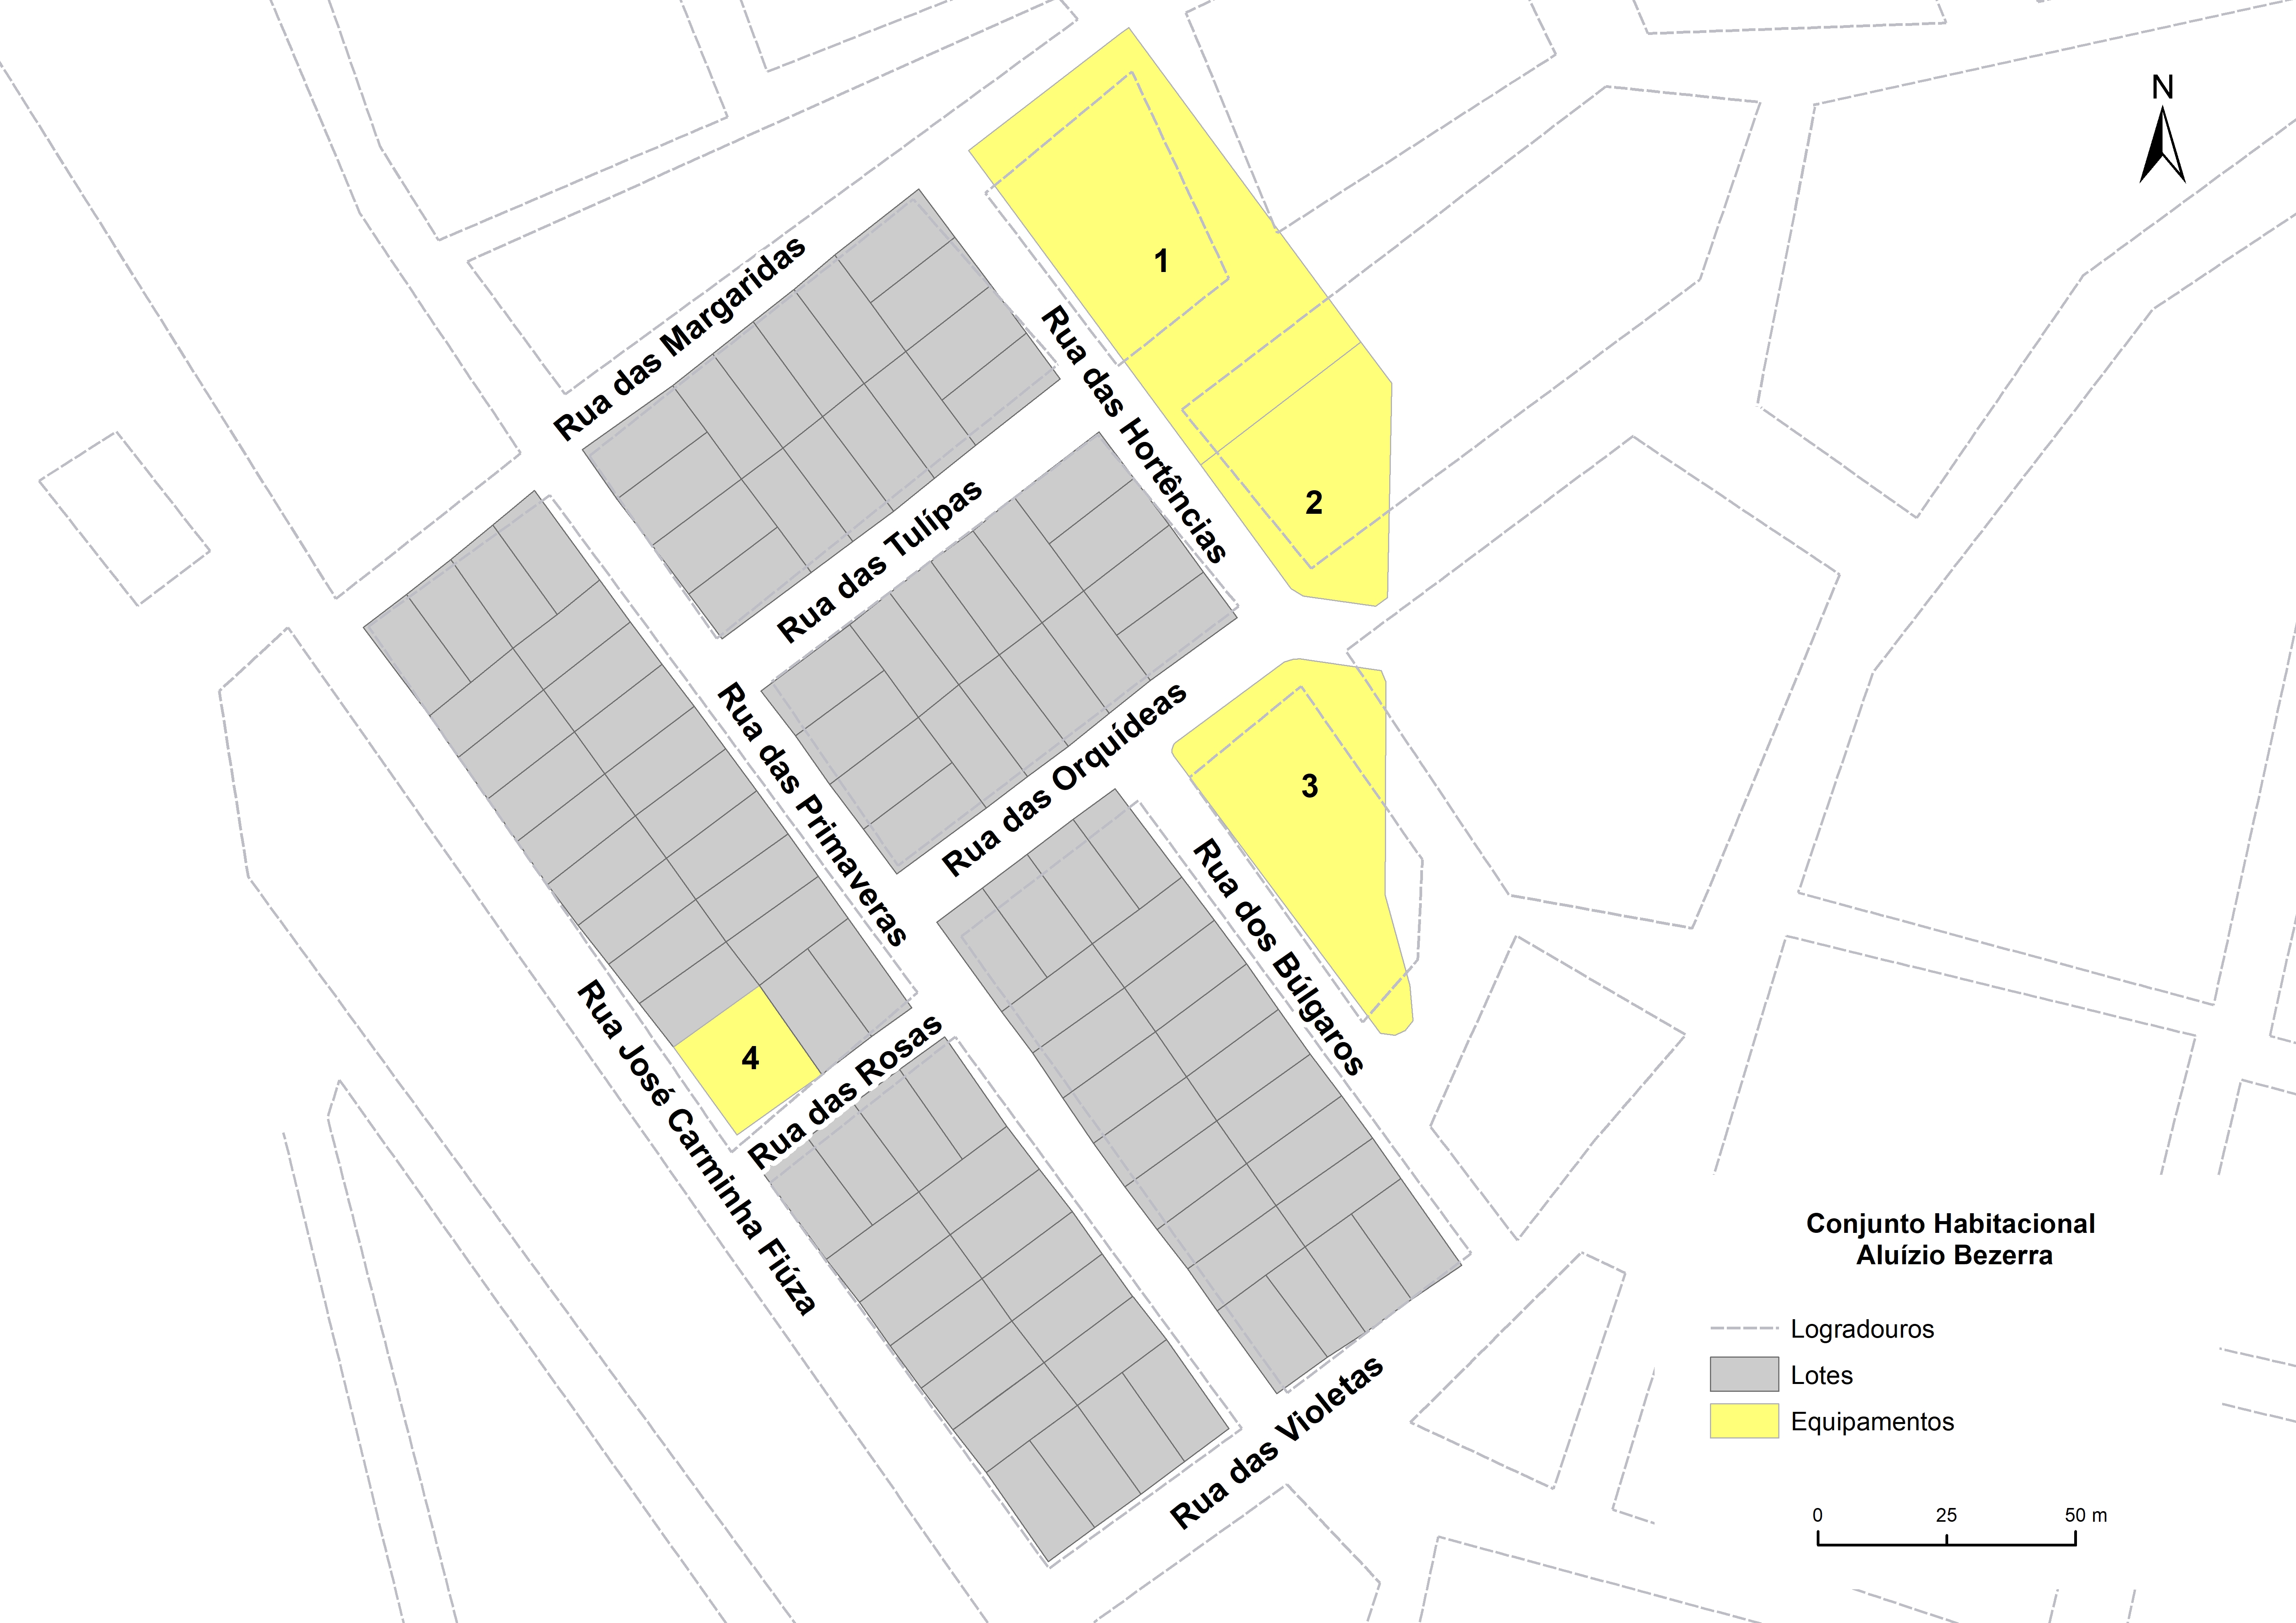 N
1
Rua das Margaridas
Rua das Hortências
2
Rua das Tulípas
Rua das Orquídeas
3
Rua das Primaveras
Rua dos Búlgaros
4
Rua das Rosas
Rua José Carminha Fiúza
Rua das Violetas
Conjunto Habitacional
Aluízio Bezerra
Logradouros
Lotes
Equipamentos
0 25 50 m